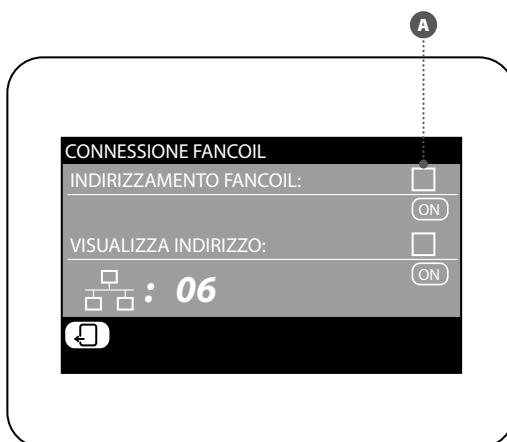 A
CONNESSIONE FANCOIL
INDIRIZZAMENTO FANCOIL:
ON
VISUALIZZA INDIRIZZO:
ON
: 06